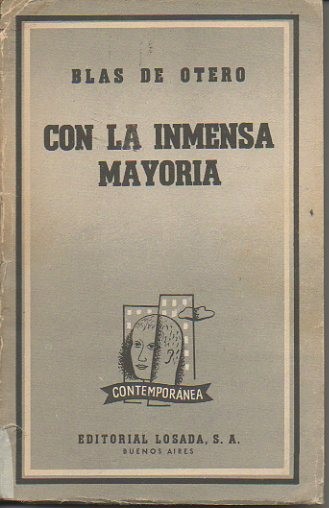 BLAS DE OTERO
CON LA INMENSA
MAYORIA
CONTEMPORÁNEA
EDITORIAL LOSADA, S. A.
BUENOS AIRES